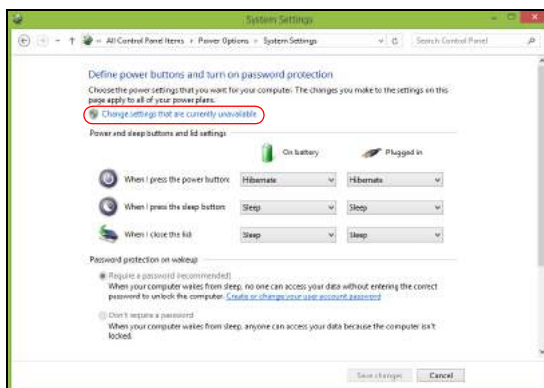 System Settings
« All Control Panel Items › Power Options › System Settings
Search Control Panel
Define power buttons and turn on password protection
Choose the power settings that you want for your computer. The changes you make to the settings on this
page apply to all of your power plans.
Change settings that are currently unavailable
Power and sleep buttons and lid settings
On battery Plugged in
When I press the power button: Hibernate Hibernate
When I press the sleep button: Sleep Sleep
When I close the lid: Sleep Sleep
Password protection on wakeup
Require a password (recommended)
When your computer wakes from sleep, no one can access your data without entering the correct
password to unlock the computer. Create or change your user account password
Don't require a password
When your computer wakes from sleep, anyone can access your data because the computer isn't
locked.
Save changes Cancel